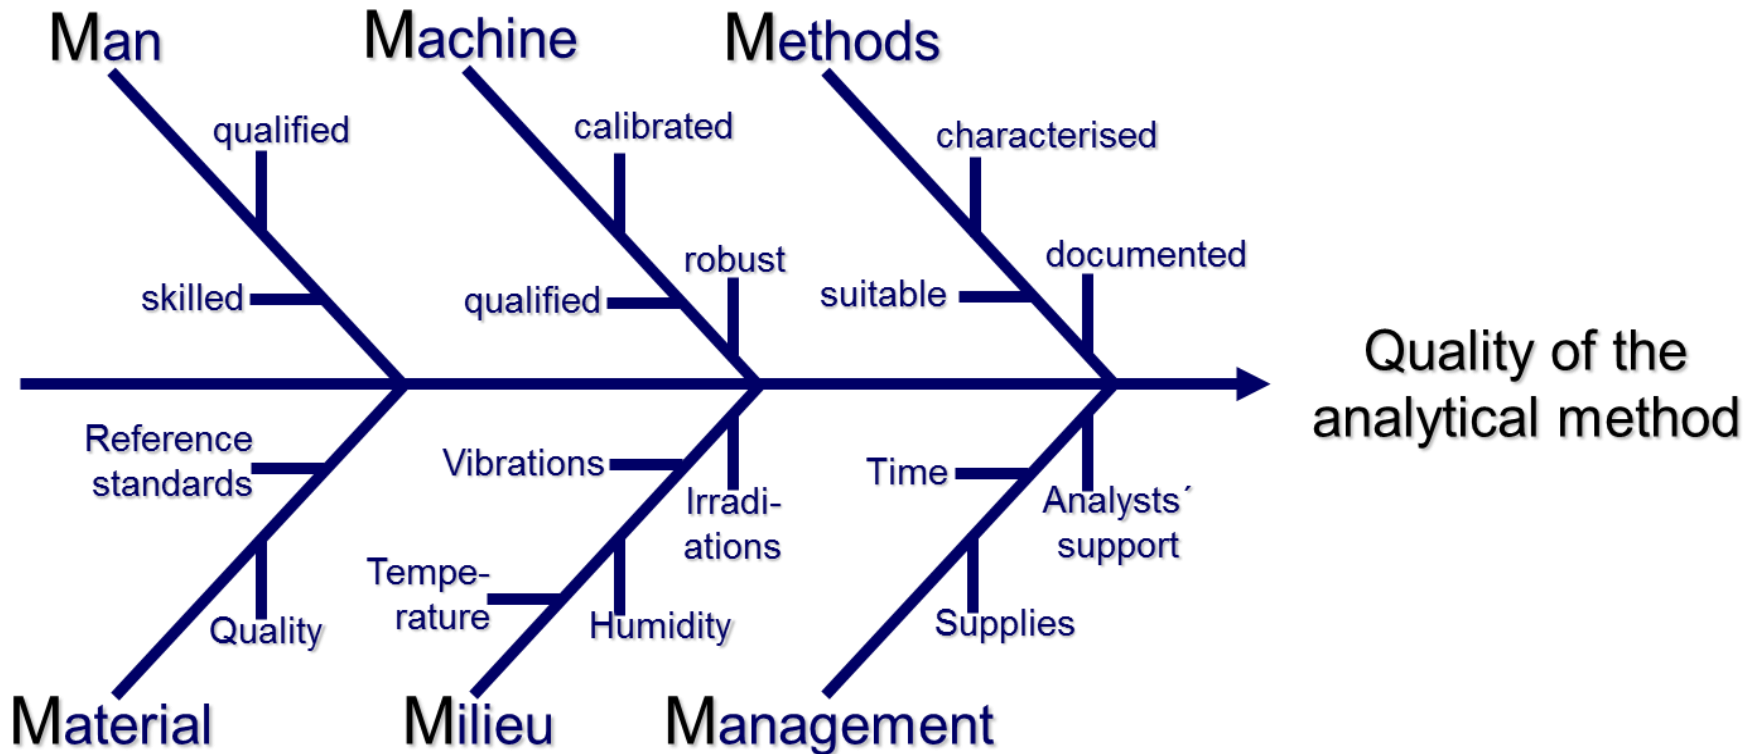 Man
Machine
Methods
qualified
calibrated
characterised
skilled
qualified
robust
suitable
documented
Quality of the
analytical method
Reference
standards
Vibrations
Irradi-
ations
Time
Analysts´
support
Quality
Tempe-
rature
Humidity
Supplies
Material
Milieu
Management